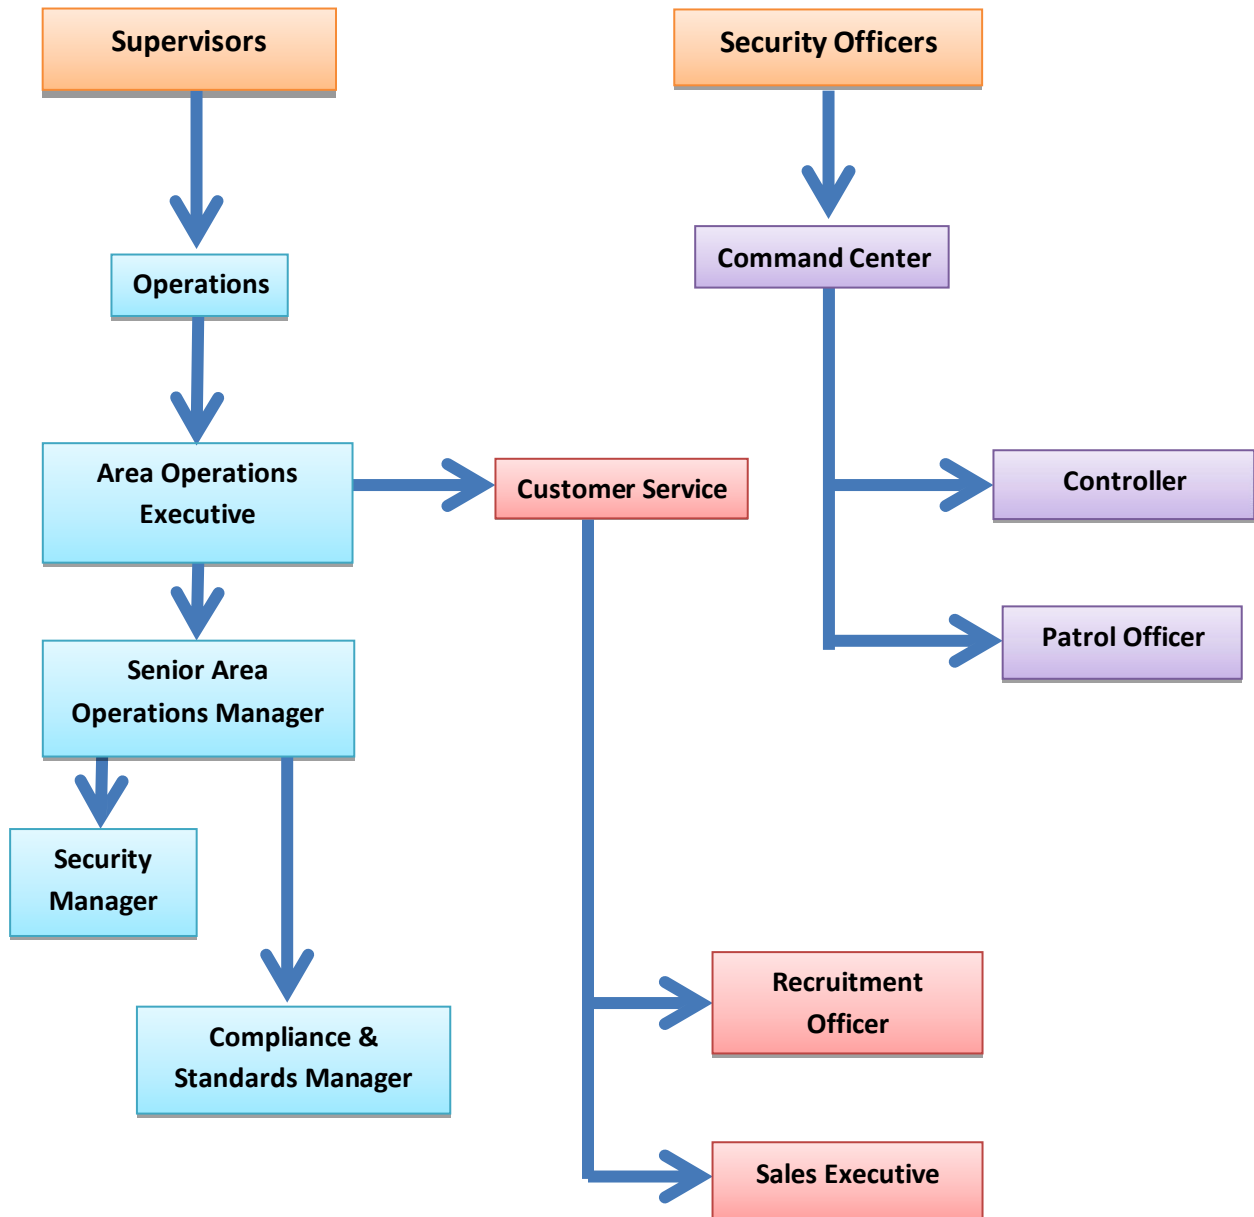 Supervisors
Security Officers
Operations
Command Center
Area Operations
Executive
Customer Service
Controller
Senior Area
Operations Manager
Patrol Officer
Security
Manager
Recruitment
Officer
Compliance &
Standards Manager
Sales Executive